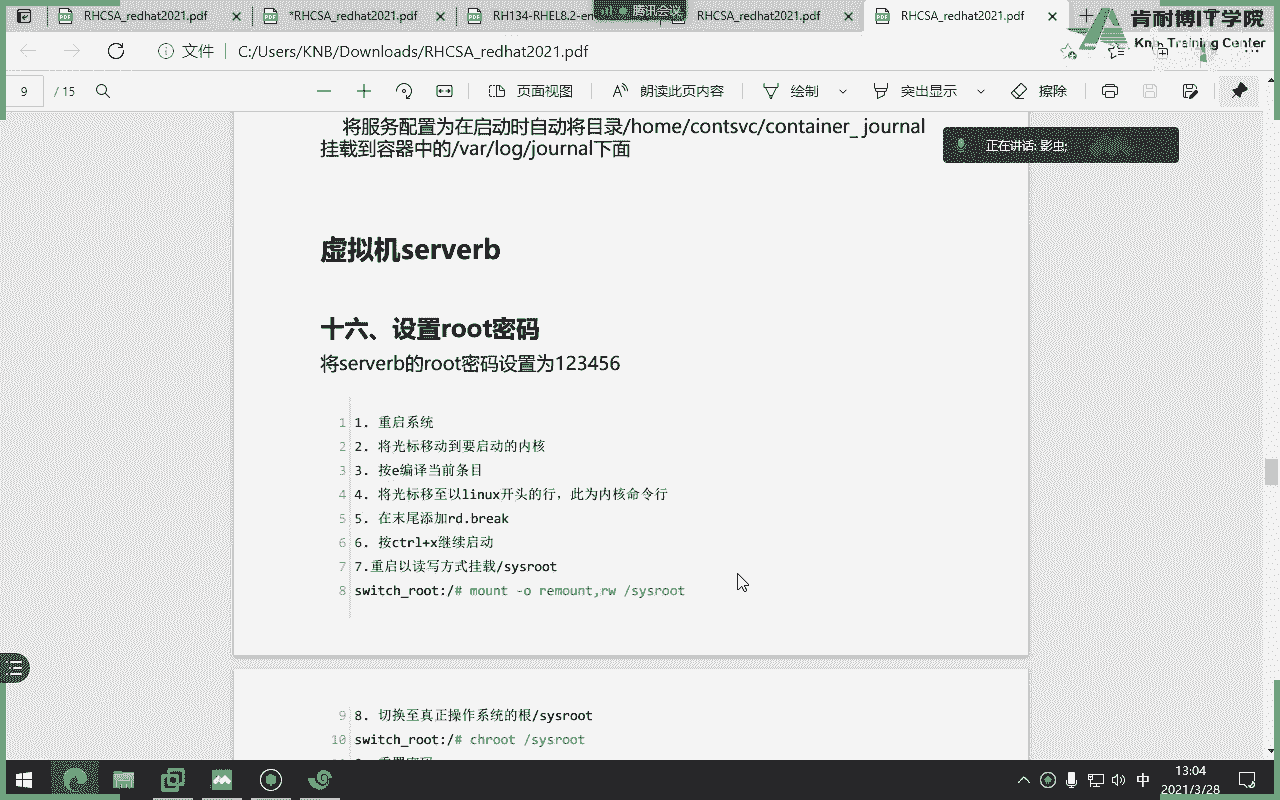 RHCSA_redhat2021.pdf
*RHCSA_redhat2021.pdf
RH134-RHEL8.2-en
腾讯会议
RHCSA_redhat2021.pdf
RHCSA_redhat2021.pdf
肯耐博IT学院
Training Center
文件
C:/Users/KNB/Downloads/RHCSA_redhat2021.pdf
9 / 15
页面视图
朗读此页内容
绘制
突出显示
擦除
将服务配置为在启动时自动将目录/home/contsvc/container_ journal
挂载到容器中的/var/log/journal下面
正在讲话: 影虫;
虚拟机serverb
十六、设置root密码
将serverb的root密码设置为123456
1 1. 重启系统
2 2. 将光标移动到要启动的内核
3 3. 按e编译当前条目
4 4. 将光标移至以linux开头的行，此为内核命令行
5 5. 在末尾添加rd.break
6 6. 按ctrl+x继续启动
7 7.重启以读写方式挂载/sysroot
8 switch_root:/# mount -o remount,rw /sysroot
9 8. 切换至真正操作系统的根/sysroot
10 switch_root:/# chroot /sysroot
中
13:04
2021/3/28